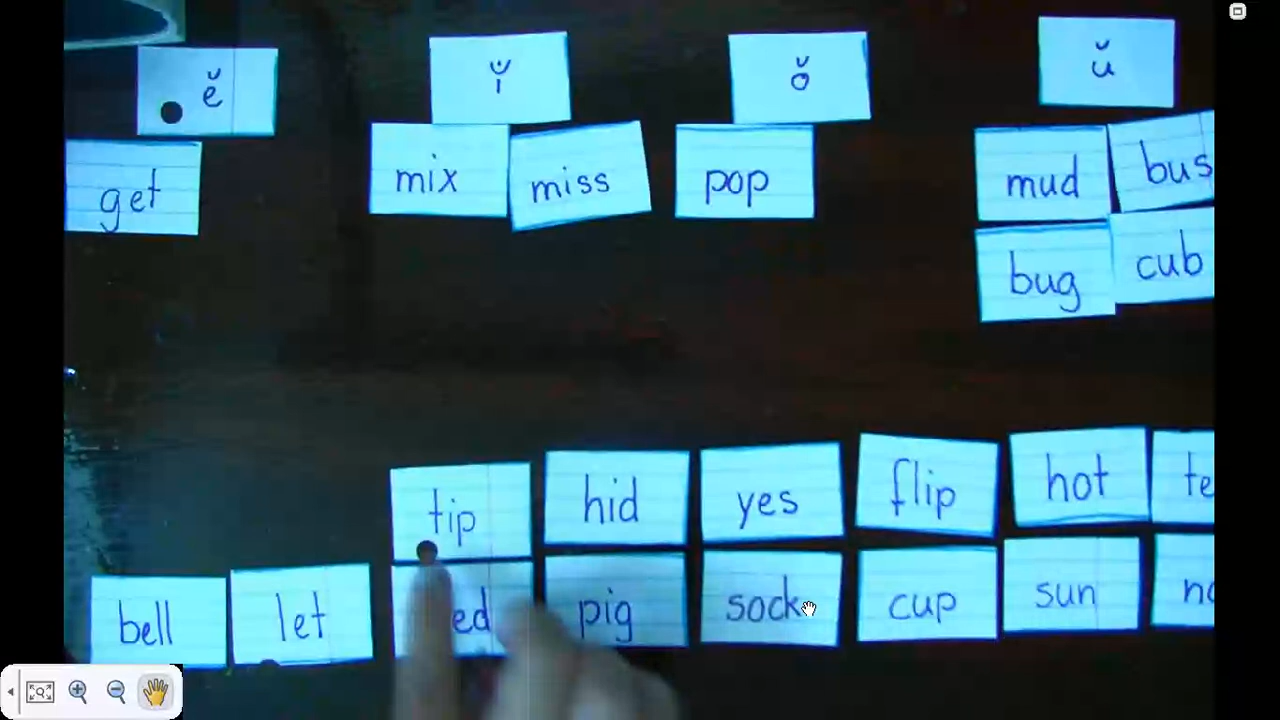 ĕ ĭ ŏ ŭ
get mix miss pop mud bus
bug cub
tip hid yes flip hot
bell let pig sock cup sun